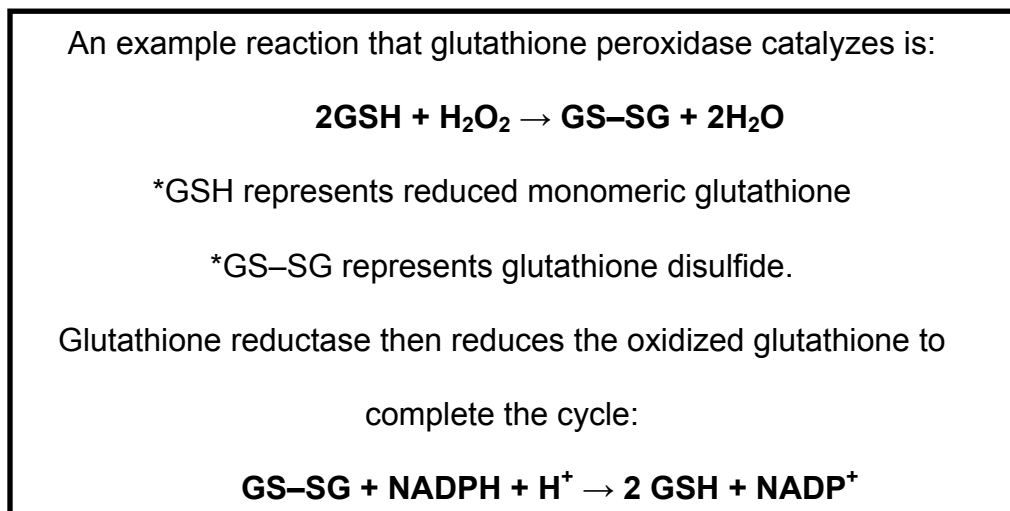 An example reaction that glutathione peroxidase catalyzes is:
2GSH + H₂O₂ → GS–SG + 2H₂O
*GSH represents reduced monomeric glutathione
*GS–SG represents glutathione disulfide.
Glutathione reductase then reduces the oxidized glutathione to
complete the cycle:
GS–SG + NADPH + H⁺ → 2 GSH + NADP⁺